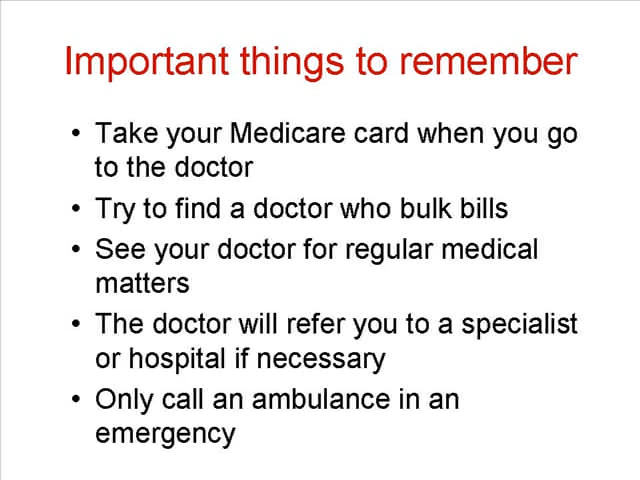 Important things to remember
• Take your Medicare card when you go
to the doctor
• Try to find a doctor who bulk bills
• See your doctor for regular medical
matters
• The doctor will refer you to a specialist
or hospital if necessary
• Only call an ambulance in an
emergency